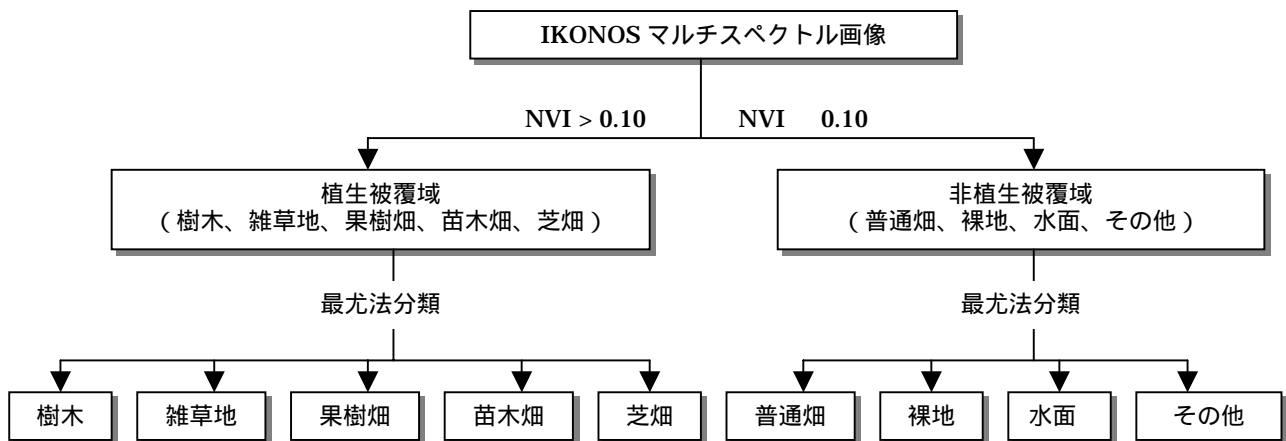 IKONOS マルチスペクトル画像
NVI > 0.10
NVI 0.10
植生被覆域
（樹木、雑草地、果樹畑、苗木畑、芝畑）
非植生被覆域
（普通畑、裸地、水面、その他）
最尤法分類
最尤法分類
樹木
雑草地
果樹畑
苗木畑
芝畑
普通畑
裸地
水面
その他